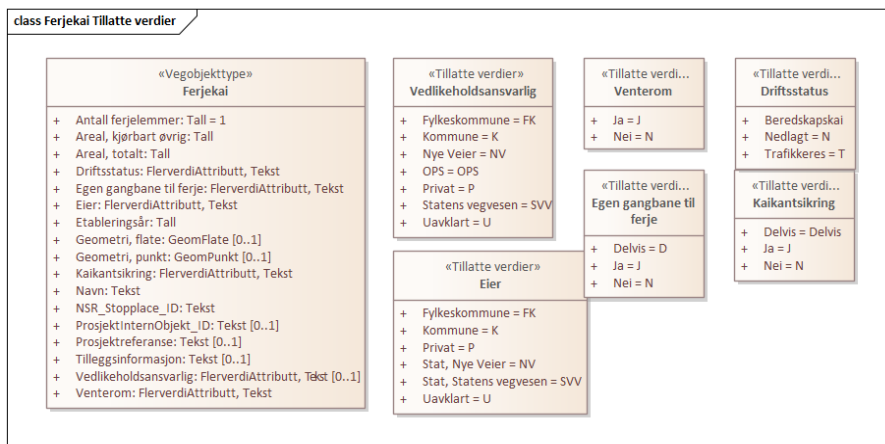 class Ferjekai Tillatte verdier
«Vegobjekttype»
Ferjekai
+ Antall ferjelemmer: Tall = 1
+ Areal, kjørbart øvrig: Tall
+ Areal, totalt: Tall
+ Driftsstatus: FlerverdiAttributt, Tekst
+ Egen gangbane til ferje: FlerverdiAttributt, Tekst
+ Eier: FlerverdiAttributt, Tekst
+ Etableringsår: Tall
+ Geometri, flate: GeomFlate [0..1]
+ Geometri, punkt: GeomPunkt [0..1]
+ Kaikantsikring: FlerverdiAttributt, Tekst
+ Navn: Tekst
+ NSR_Stopplace_ID: Tekst
+ ProsjektInternObjekt_ID: Tekst [0..1]
+ Prosjektreferanse: Tekst [0..1]
+ Tilleggsinformasjon: Tekst [0..1]
+ Vedlikeholdsansvarlig: FlerverdiAttributt, Tekst [0..1]
+ Venterom: FlerverdiAttributt, Tekst
«Tillatte verdier»
Vedlikeholdsansvarlig
+ Fylkeskommune = FK
+ Kommune = K
+ Nye Veier = NV
+ OPS = OPS
+ Privat = P
+ Statens vegvesen = SVV
+ Uavklart = U
«Tillatte verdier»
Eier
+ Fylkeskommune = FK
+ Kommune = K
+ Privat = P
+ Stat, Nye Veier = NV
+ Stat, Statens vegvesen = SVV
+ Uavklart = U
«Tillatte verdi...
Venterom
+ Ja = J
+ Nei = N
«Tillatte verdi...
Egen gangbane til
ferje
+ Delvis = D
+ Ja = J
+ Nei = N
«Tillatte verdi...
Driftsstatus
+ Beredskapskai
+ Nedlagt = N
+ Trafikkeres = T
«Tillatte verdi...
Kaikantsikring
+ Delvis = Delvis
+ Ja = J
+ Nei = N